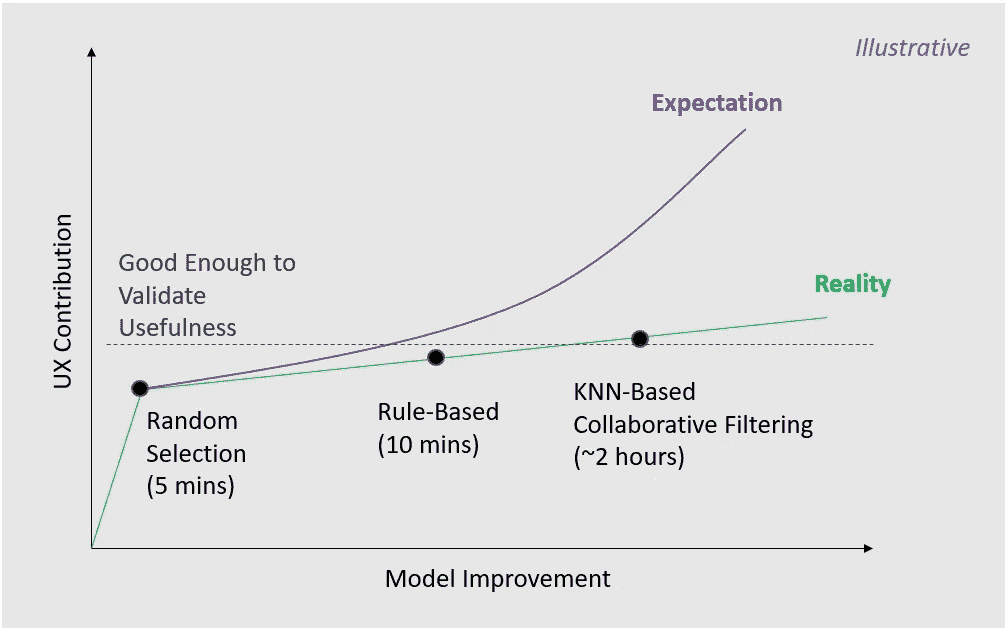 Illustrative
Expectation
UX Contribution
Good Enough to
Validate
Usefulness
Reality
Random
Selection
(5 mins)
Rule-Based
(10 mins)
KNN-Based
Collaborative Filtering
(~2 hours)
Model Improvement